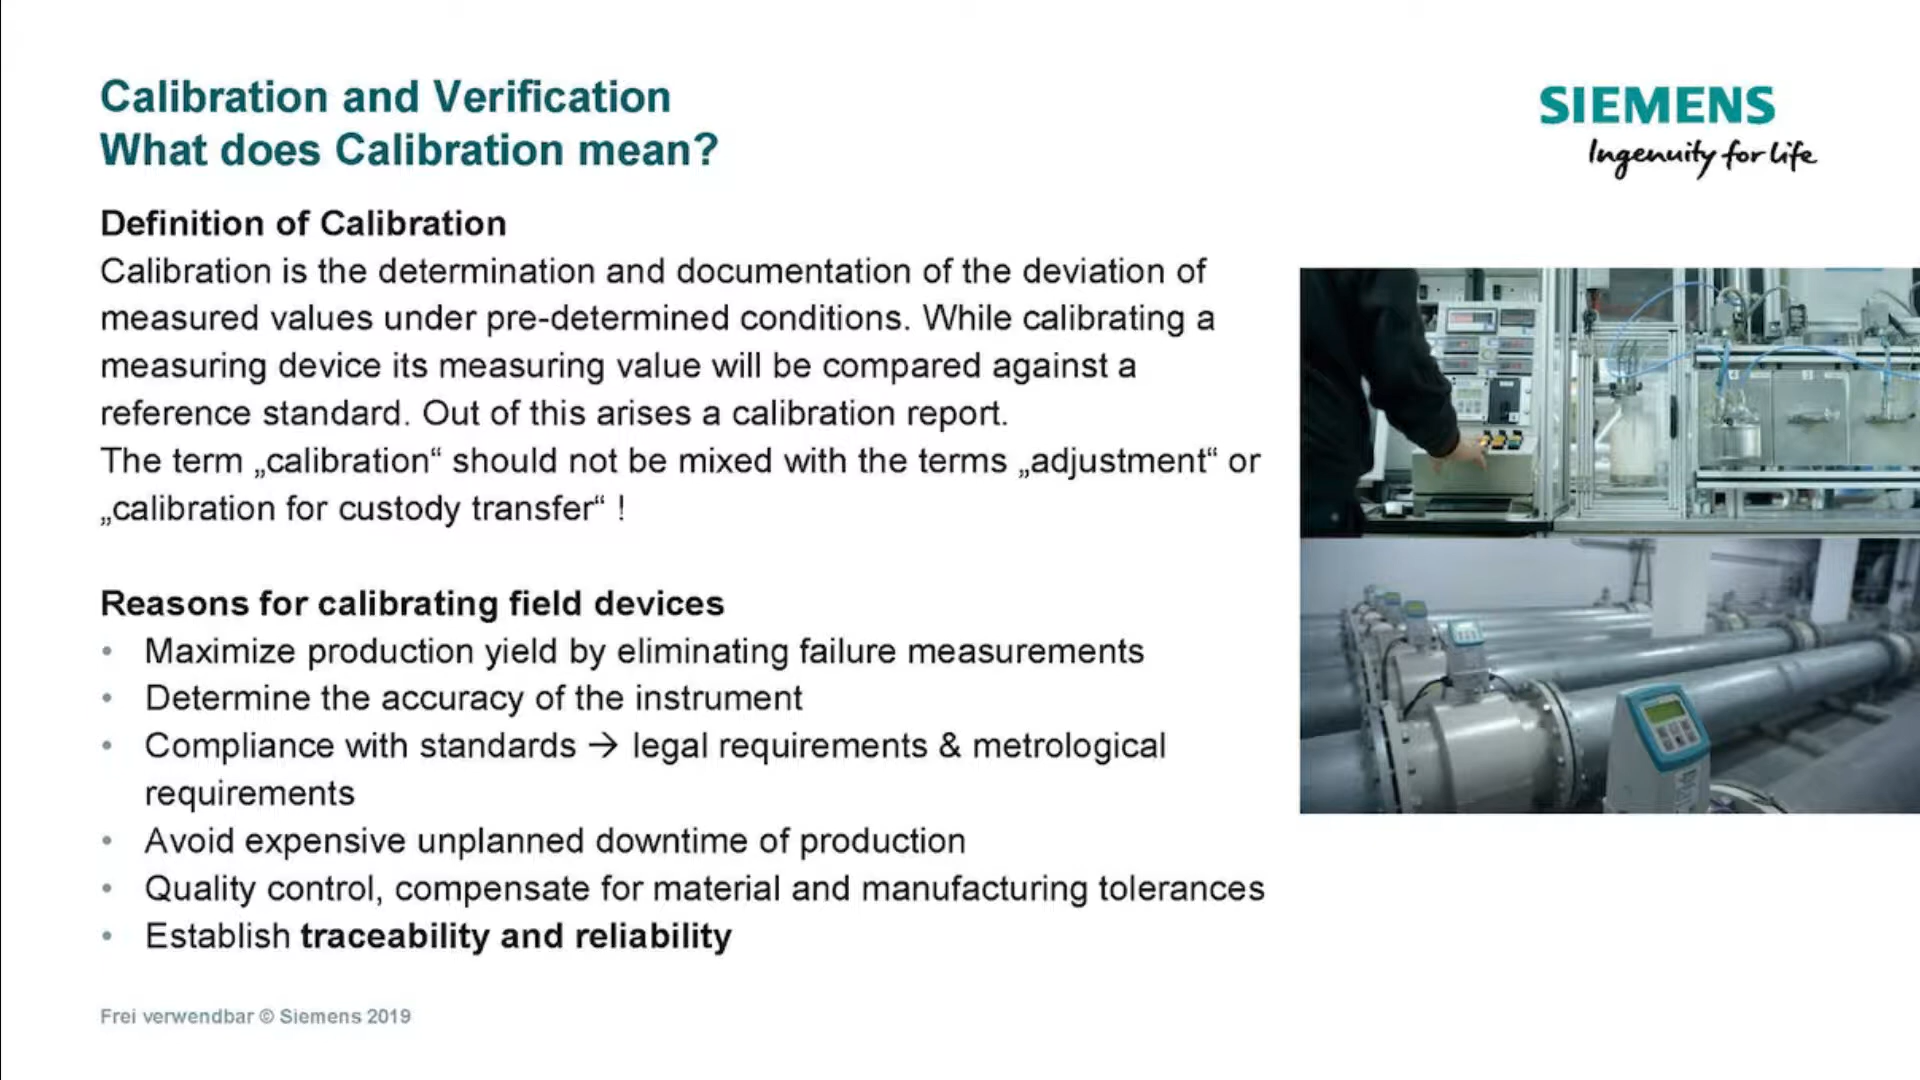 Calibration and Verification
What does Calibration mean?
SIEMENS
Ingenuity for life
Definition of Calibration
Calibration is the determination and documentation of the deviation of
measured values under pre-determined conditions. While calibrating a
measuring device its measuring value will be compared against a
reference standard. Out of this arises a calibration report.
The term „calibration“ should not be mixed with the terms „adjustment“ or
„calibration for custody transfer“ !
Reasons for calibrating field devices
• Maximize production yield by eliminating failure measurements
• Determine the accuracy of the instrument
• Compliance with standards → legal requirements & metrological
requirements
• Avoid expensive unplanned downtime of production
• Quality control, compensate for material and manufacturing tolerances
• Establish traceability and reliability
Frei verwendbar © Siemens 2019